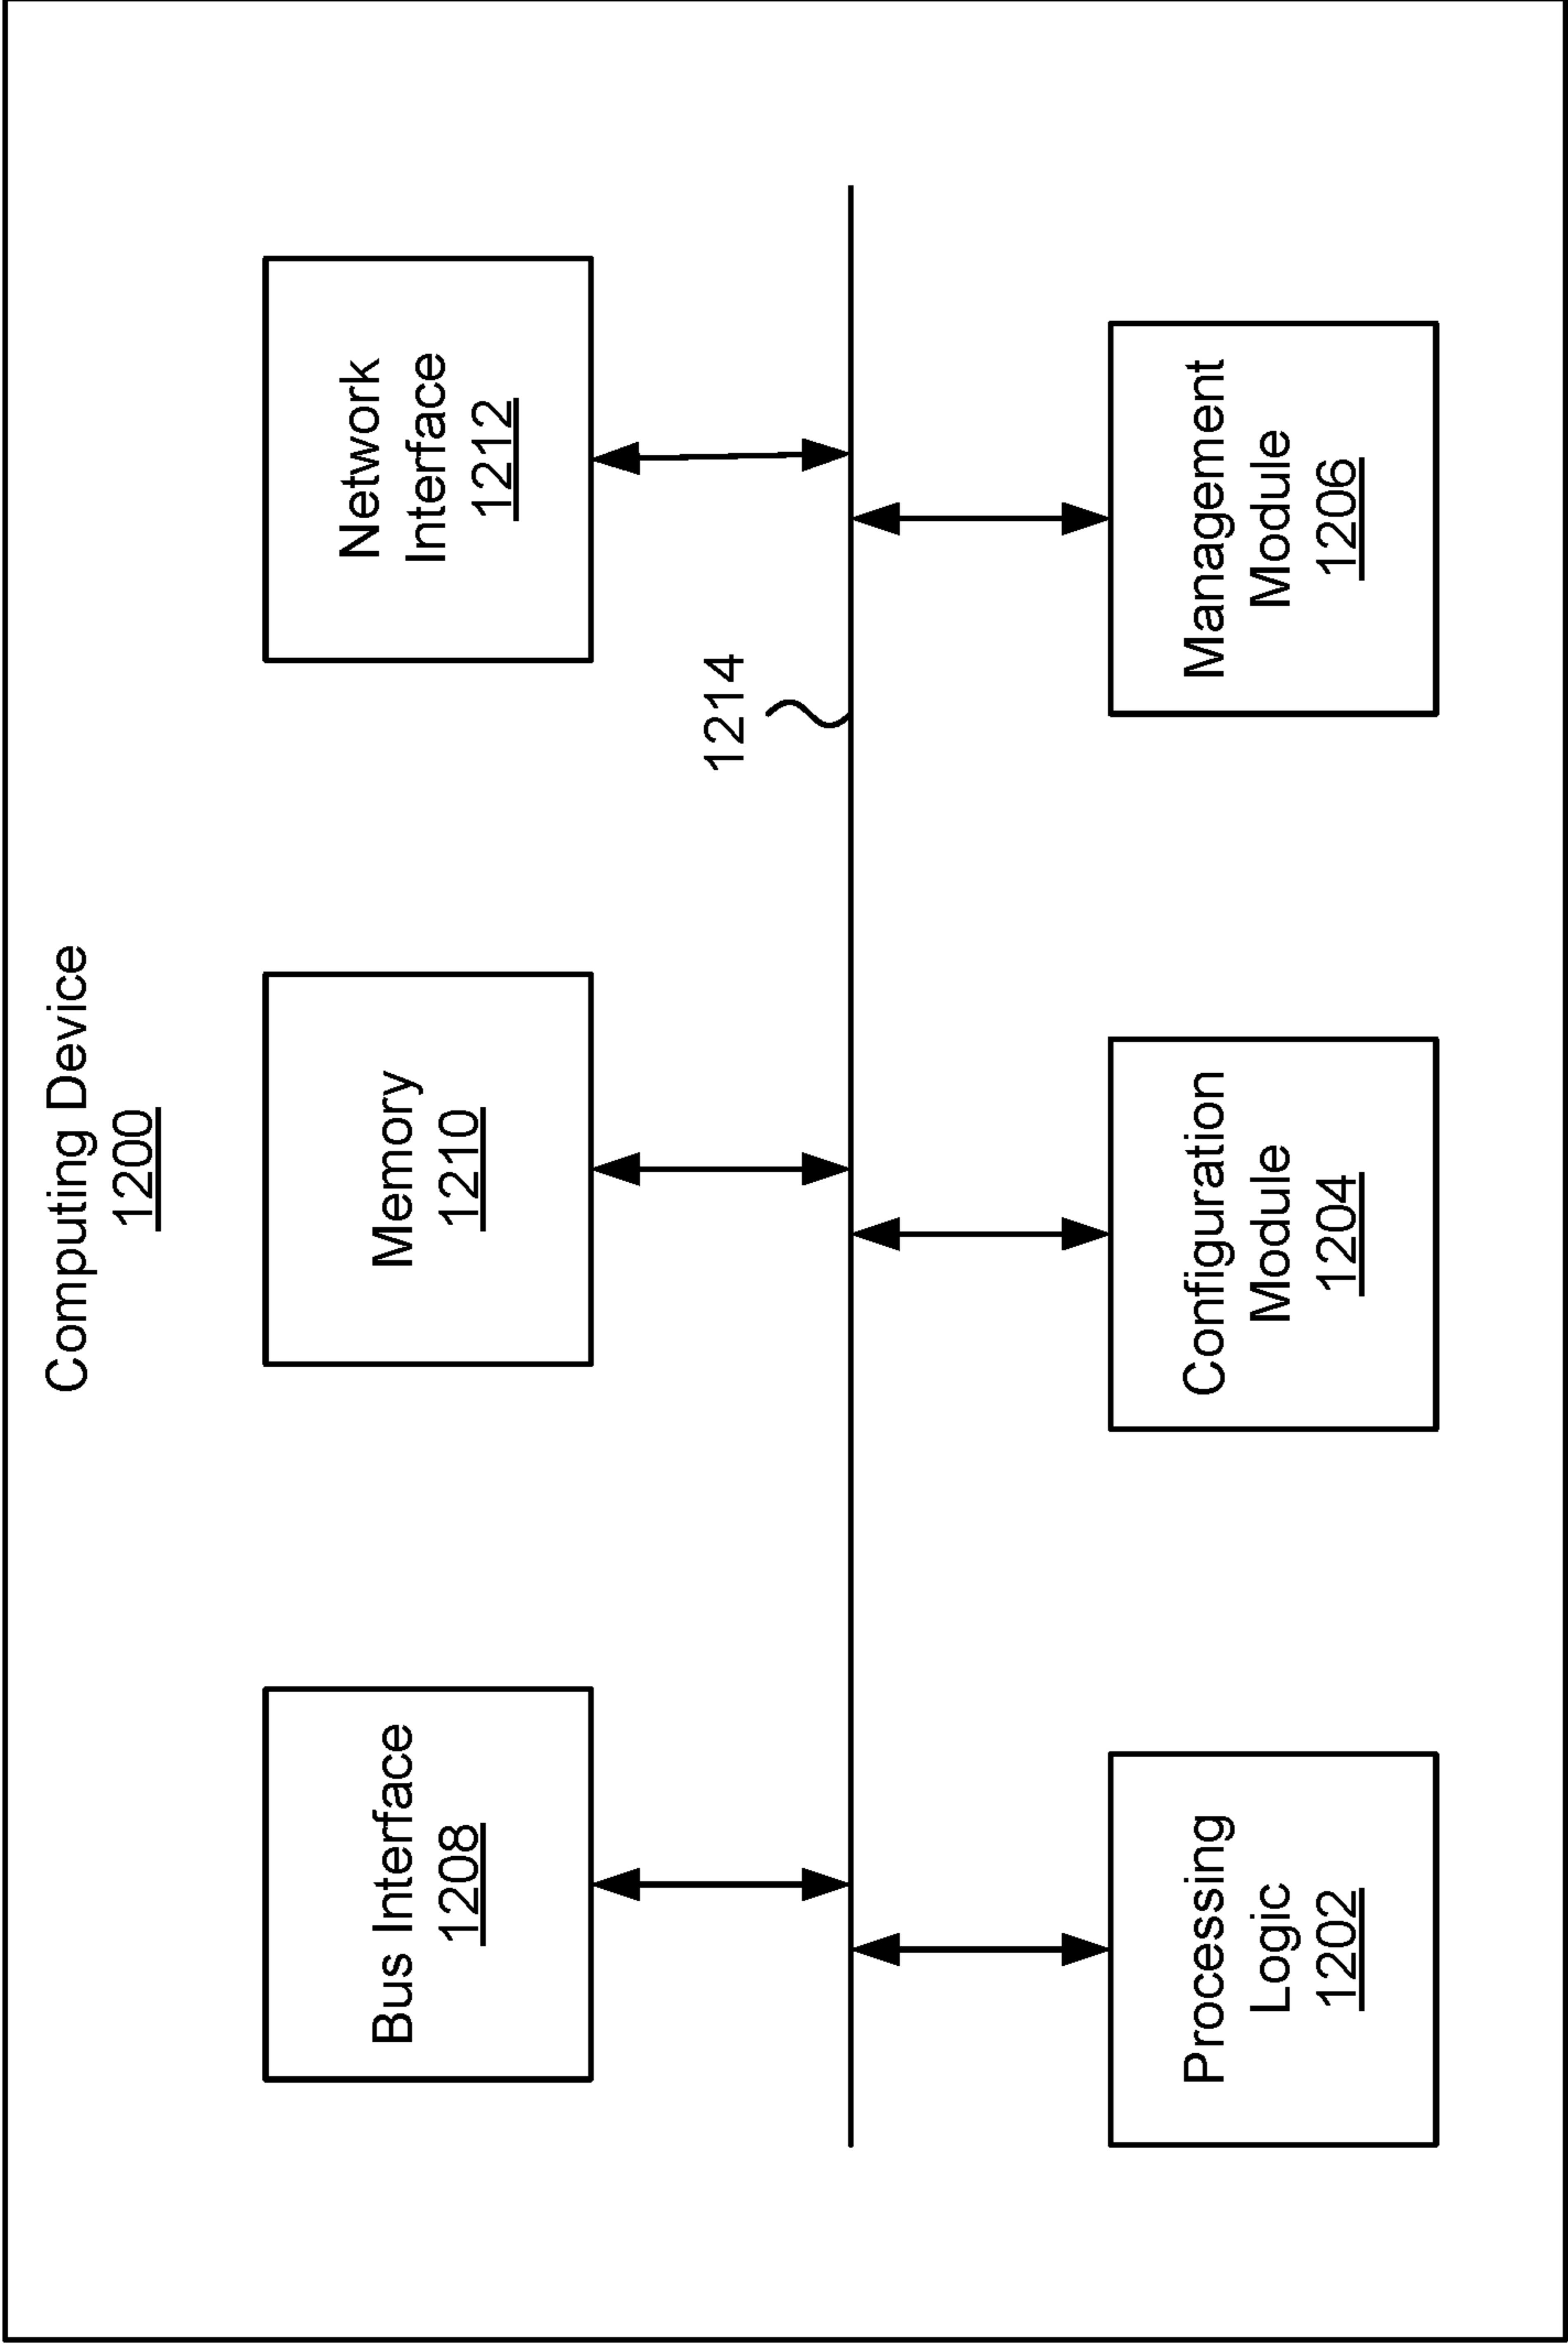 Computing Device
1200
Bus Interface
1208
Memory
1210
Network
Interface
1212
1214
Processing
Logic
1202
Configuration
Module
1204
Management
Module
1206